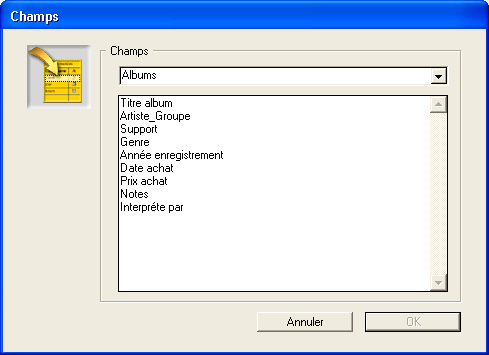 Champs
Champs
Albums
Titre album
Artiste_Groupe
Support
Genre
Année enregistrement
Date achat
Prix achat
Notes
Interpréte par
Annuler
OK